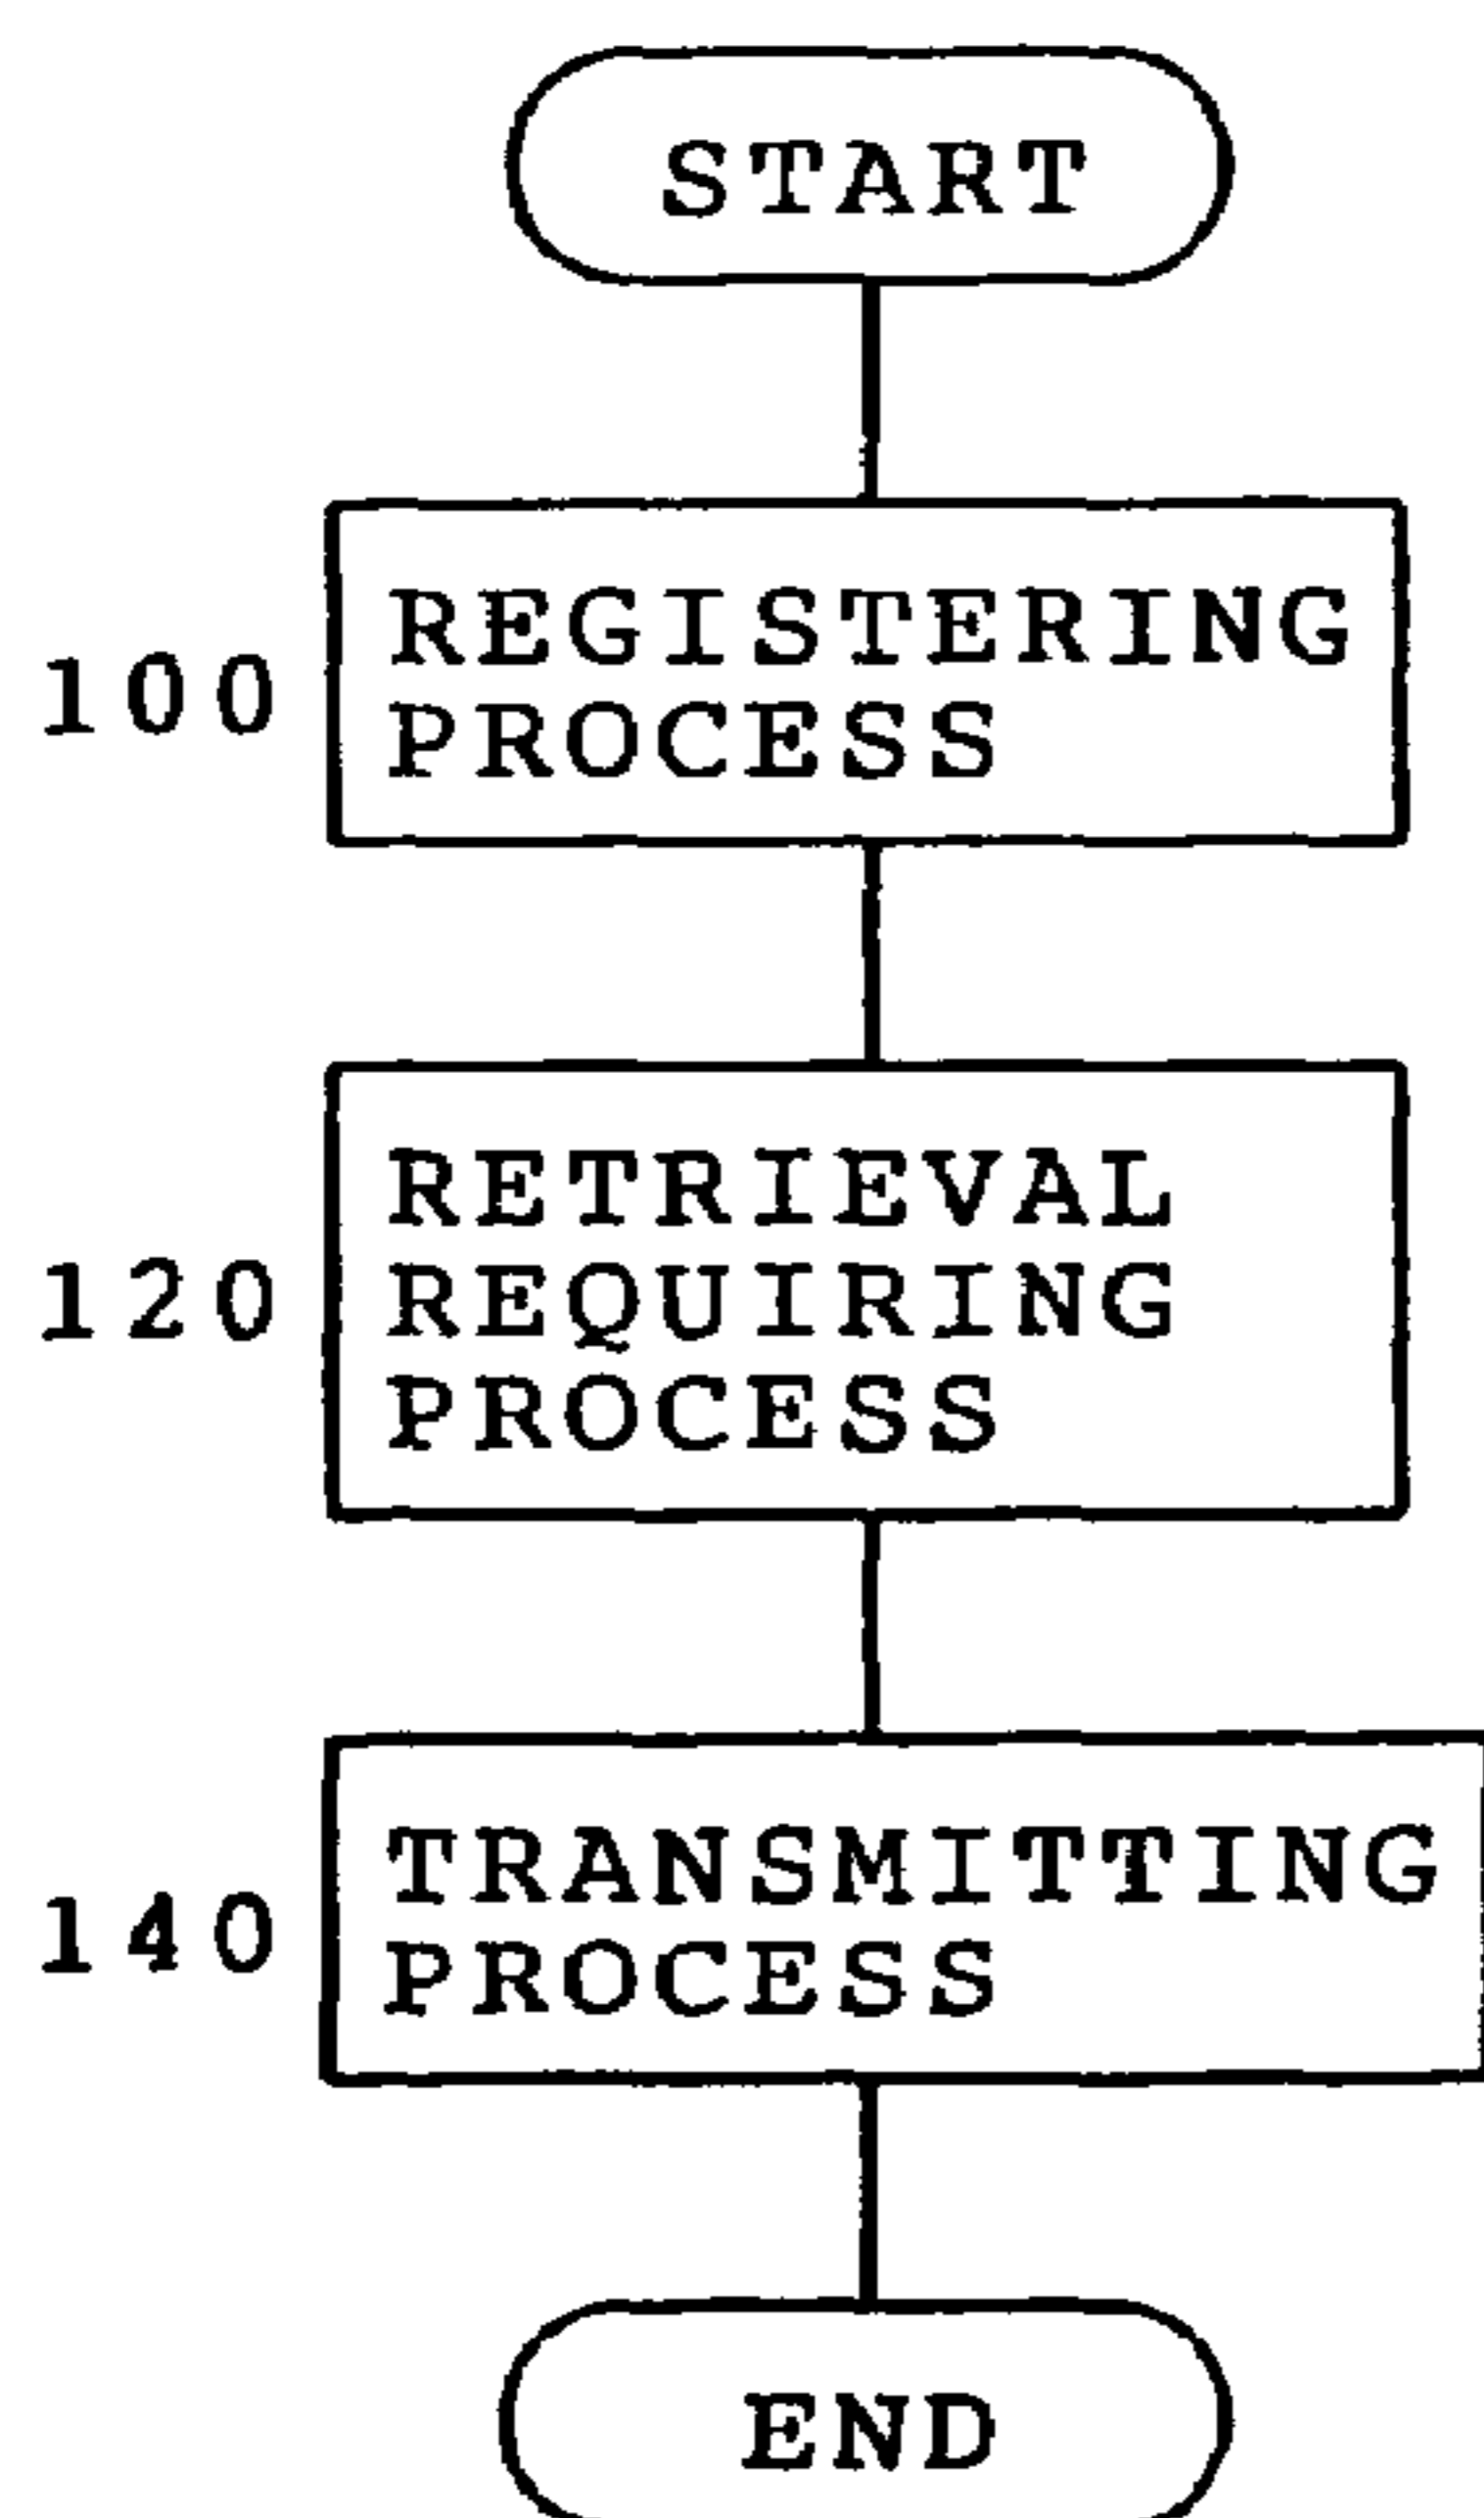 START
REGISTERING
100
PROCESS
RETRIEVAL
120 REQUIRING
PROCESS
TRANSMITTING
140
PROCESS
END